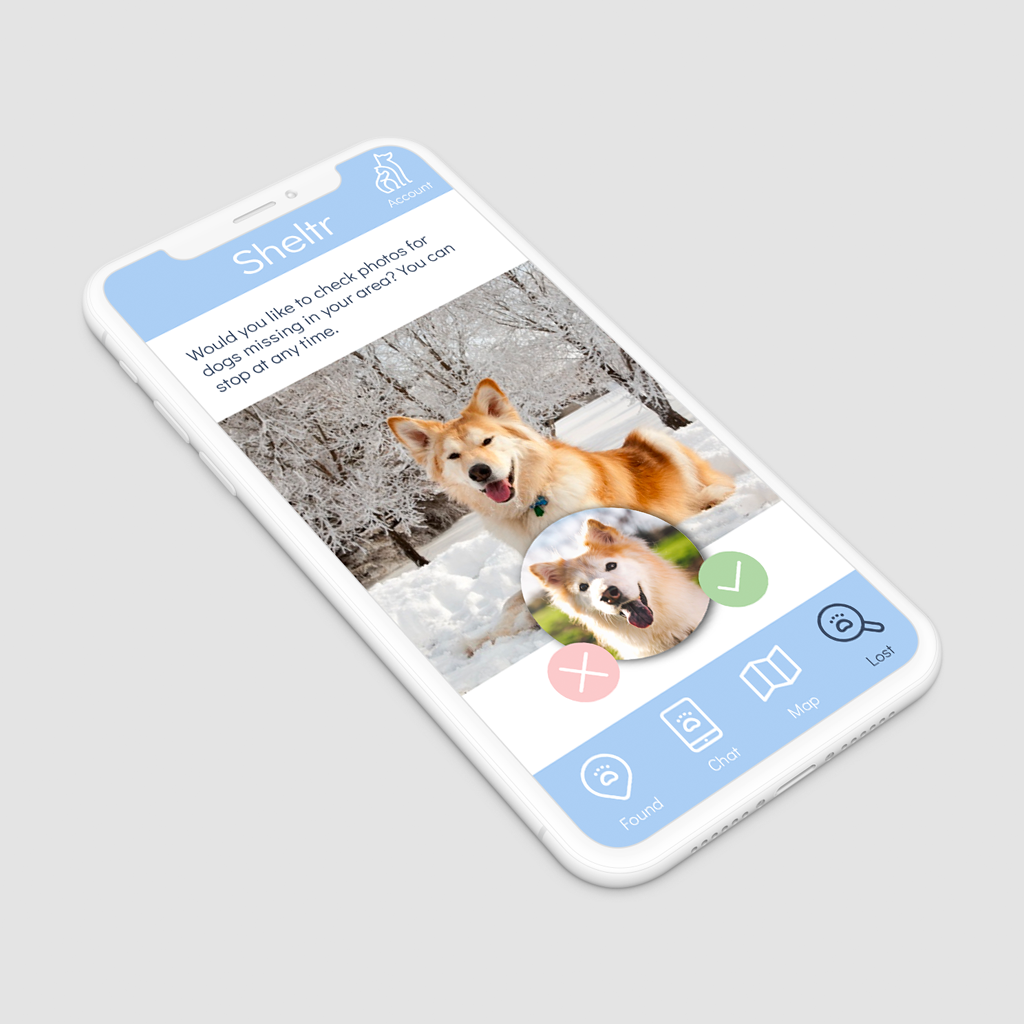 Account
Sheltr
Would you like to check photos for
dogs missing in your area? You can
stop at any time.
Found
Chat
Map
Lost